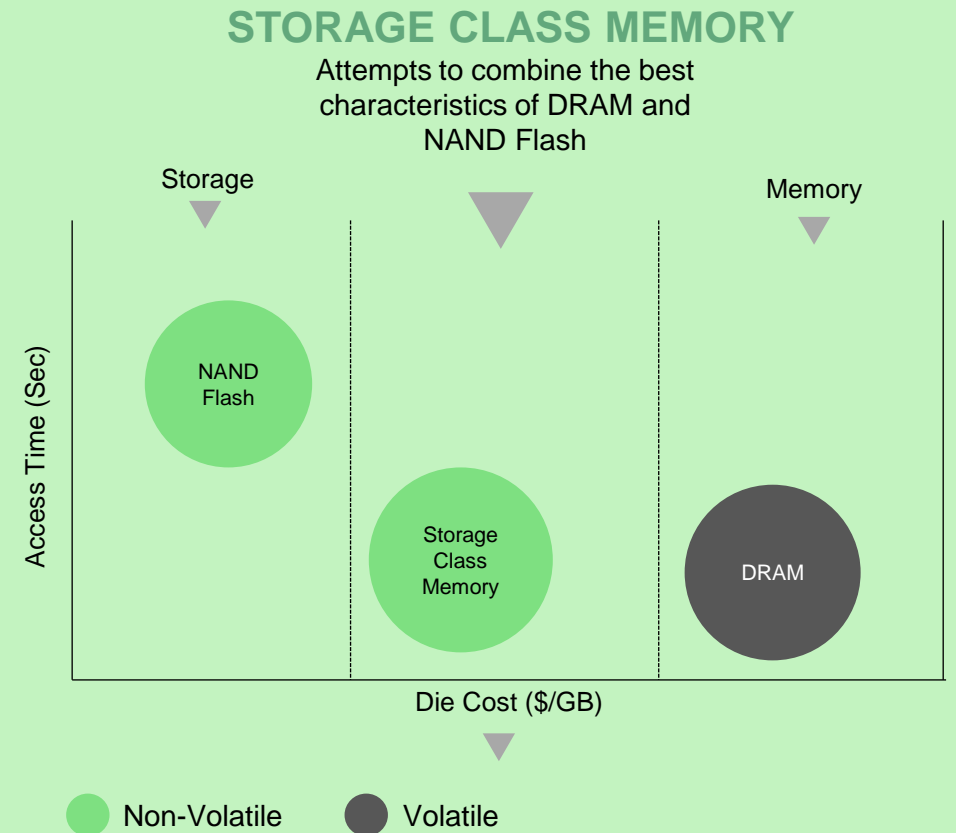 STORAGE CLASS MEMORY
Attempts to combine the best
characteristics of DRAM and
NAND Flash
Storage
Memory
Access Time (Sec)
NAND
Flash
Storage
Class
Memory
DRAM
Die Cost ($/GB)
Non-Volatile
Volatile